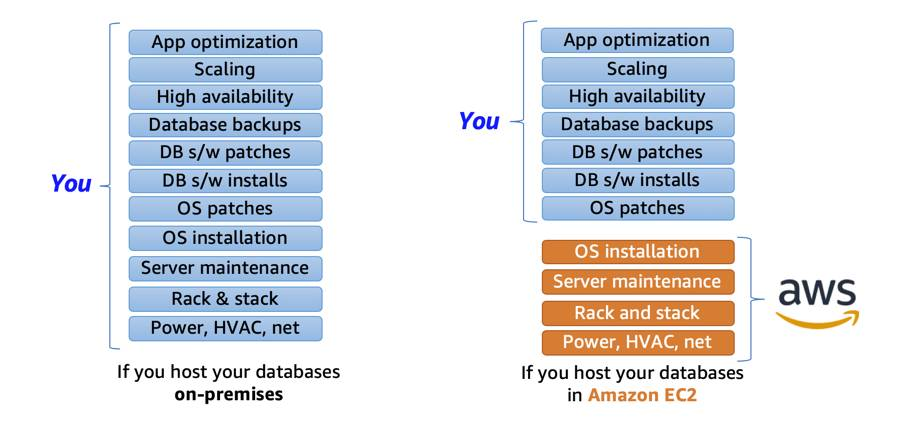 You
App optimization
Scaling
High availability
Database backups
DB s/w patches
DB s/w installs
OS patches
OS installation
Server maintenance
Rack & stack
Power, HVAC, net
If you host your databases
on-premises
You
App optimization
Scaling
High availability
Database backups
DB s/w patches
DB s/w installs
OS patches
OS installation
Server maintenance
Rack and stack
Power, HVAC, net
aws
If you host your databases
in Amazon EC2